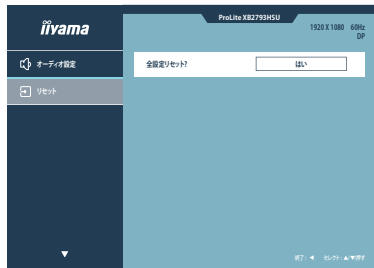 iiyama
ProLite XB2793HSU
1920 X 1080 60Hz
DP
オーディオ設定
全設定リセット?
はい
リセット
▼
終了 : ◀ セレクト : ▲/▼押す